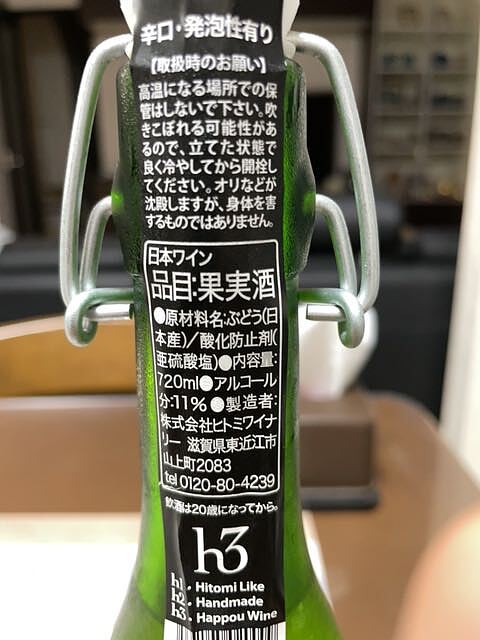 辛口・発泡性有り
【取扱時のお願い】
高温になる場所での保
管はしないで下さい。吹
きこぼれる可能性があ
るので、立てた状態で
良く冷やしてから開栓し
てください。オリなどが
沈殿しますが、身体を害
するものではありません。
日本ワイン
品目:果実酒
●原材料名:ぶどう(日
本産)/酸化防止剤(
亜硫酸塩)●内容量:
720ml●アルコール
分:11% ●製造者:
株式会社ヒトミワイナ
リー 滋賀県東近江市
山上町2083
tel 0120-80-4239
飲酒は20歳になってから。
h3
h1. Hitomi Like
h2. Handmade
h3. Happou Wine